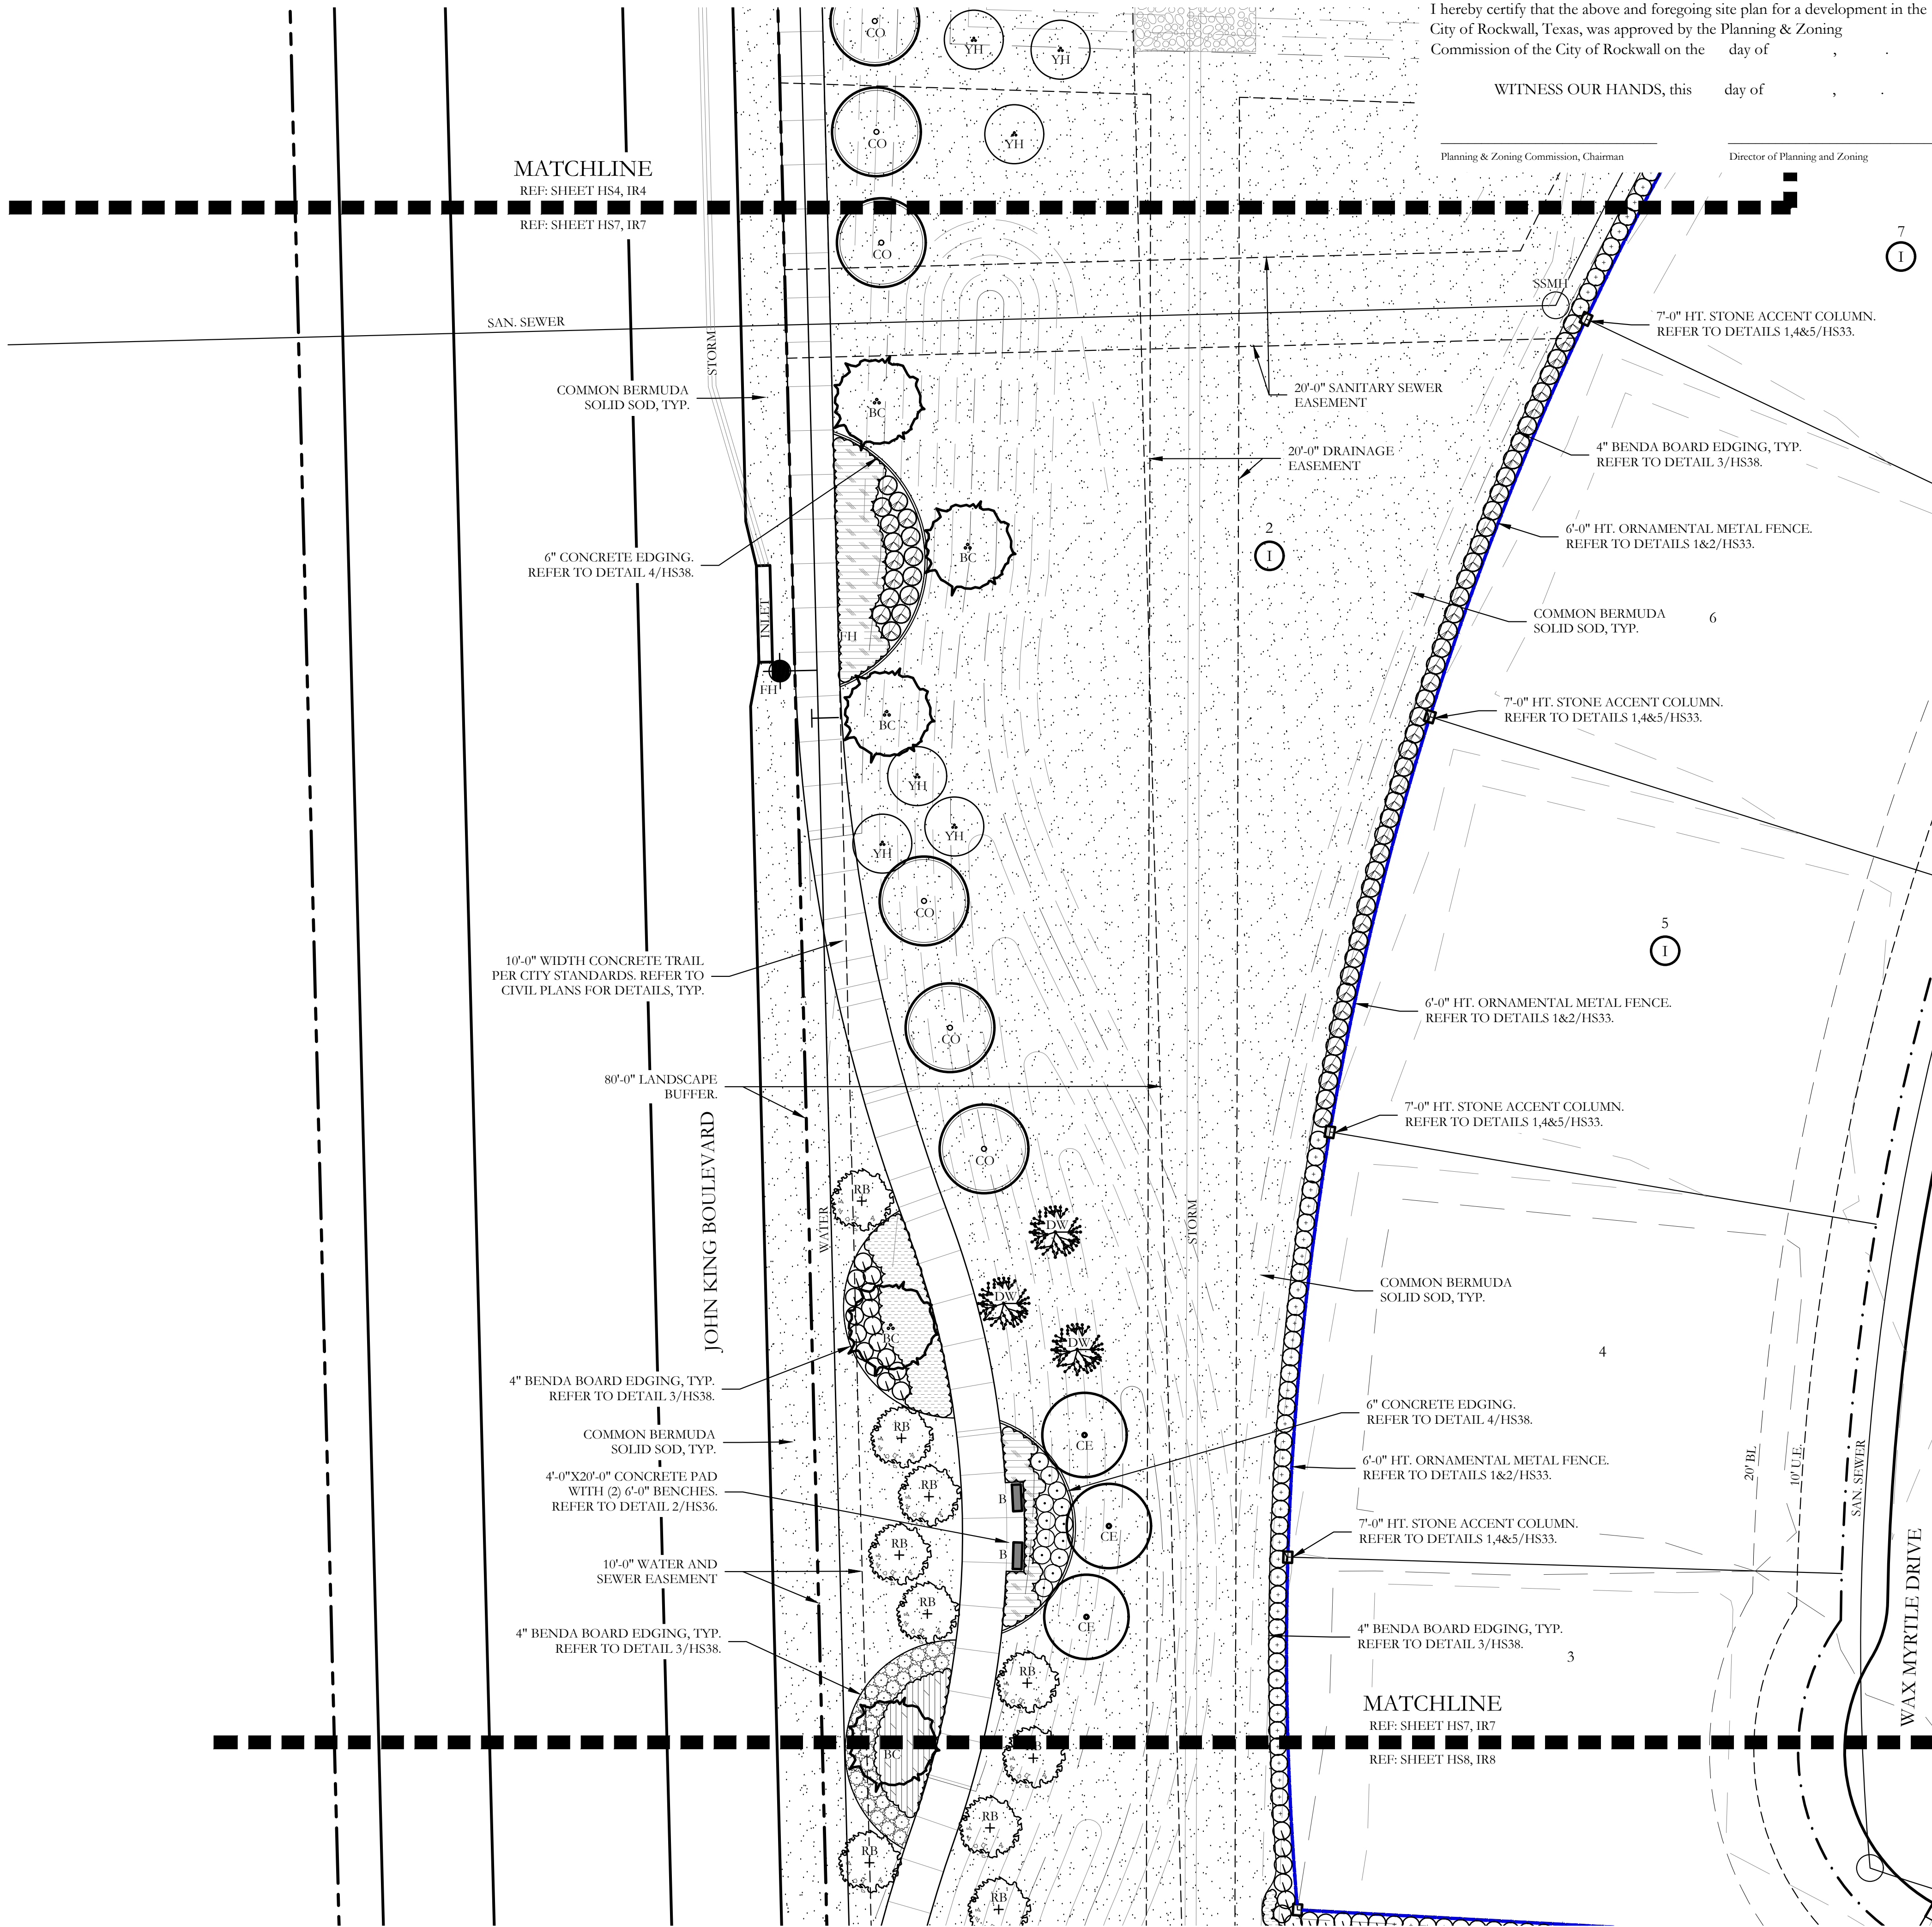 I hereby certify that the above and foregoing site plan for a development in the
City of Rockwall, Texas, was approved by the Planning & Zoning
Commission of the City of Rockwall on the day of , .
WITNESS OUR HANDS, this day of , .
Planning & Zoning Commission, Chairman
Director of Planning and Zoning
CO
YH
YH
CO
YH
MATCHLINE
REF: SHEET HS4, IR4
REF: SHEET HS7, IR7
CO
7
I
SSMH
SAN. SEWER
STORM
7'-0" HT. STONE ACCENT COLUMN.
REFER TO DETAILS 1,4&5/HS33.
COMMON BERMUDA
SOLID SOD, TYP.
BC
20'-0" SANITARY SEWER
EASEMENT
20'-0" DRAINAGE
EASEMENT
4" BENDA BOARD EDGING, TYP.
REFER TO DETAIL 3/HS38.
6" CONCRETE EDGING.
REFER TO DETAIL 4/HS38.
BC
2
I
6'-0" HT. ORNAMENTAL METAL FENCE.
REFER TO DETAILS 1&2/HS33.
INLET
FH
FH
COMMON BERMUDA
SOLID SOD, TYP.
6
BC
7'-0" HT. STONE ACCENT COLUMN.
REFER TO DETAILS 1,4&5/HS33.
YH
YH
YH
CO
5
I
10'-0" WIDTH CONCRETE TRAIL
PER CITY STANDARDS. REFER TO
CIVIL PLANS FOR DETAILS, TYP.
CO
6'-0" HT. ORNAMENTAL METAL FENCE.
REFER TO DETAILS 1&2/HS33.
80'-0" LANDSCAPE
BUFFER.
7'-0" HT. STONE ACCENT COLUMN.
REFER TO DETAILS 1,4&5/HS33.
CO
JOHN KING BOULEVARD
RB
WATER
DW
STORM
DW
COMMON BERMUDA
SOLID SOD, TYP.
BC
DW
4
4" BENDA BOARD EDGING, TYP.
REFER TO DETAIL 3/HS38.
6" CONCRETE EDGING.
REFER TO DETAIL 4/HS38.
COMMON BERMUDA
SOLID SOD, TYP.
RB
CE
6'-0" HT. ORNAMENTAL METAL FENCE.
REFER TO DETAILS 1&2/HS33.
20' BL
10' U.E.
SAN. SEWER
4'-0"X20'-0" CONCRETE PAD
WITH (2) 6'-0" BENCHES.
REFER TO DETAIL 2/HS36.
RB
B
CE
7'-0" HT. STONE ACCENT COLUMN.
REFER TO DETAILS 1,4&5/HS33.
RB
B
10'-0" WATER AND
SEWER EASEMENT
RB
CE
WAX MYRTLE DRIVE
4" BENDA BOARD EDGING, TYP.
REFER TO DETAIL 3/HS38.
4" BENDA BOARD EDGING, TYP.
REFER TO DETAIL 3/HS38.
3
RB
MATCHLINE
REF: SHEET HS7, IR7
REF: SHEET HS8, IR8
BC
RB
RB
RB